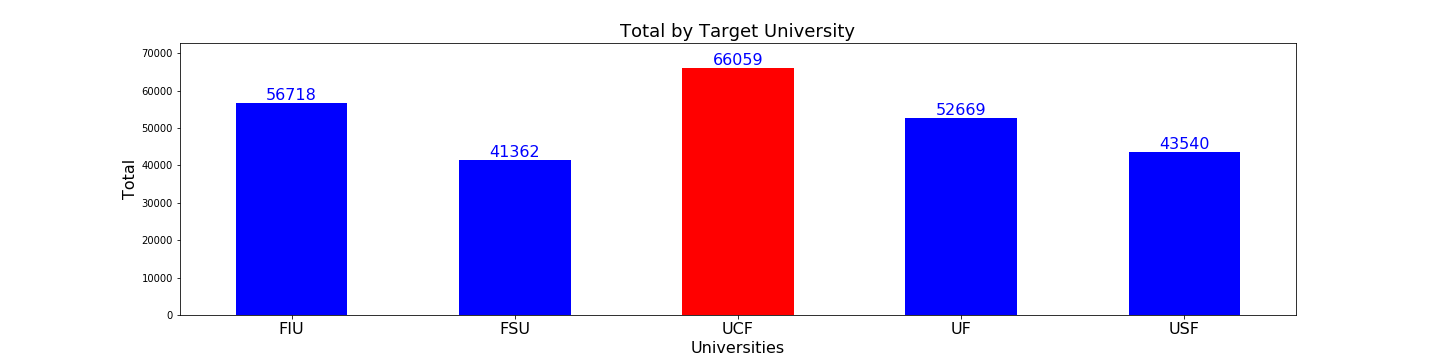 Total by Target University
70000
60000
50000
40000
30000
20000
10000
0
Total
56718
41362
66059
52669
43540
FIU
FSU
UCF
UF
USF
Universities